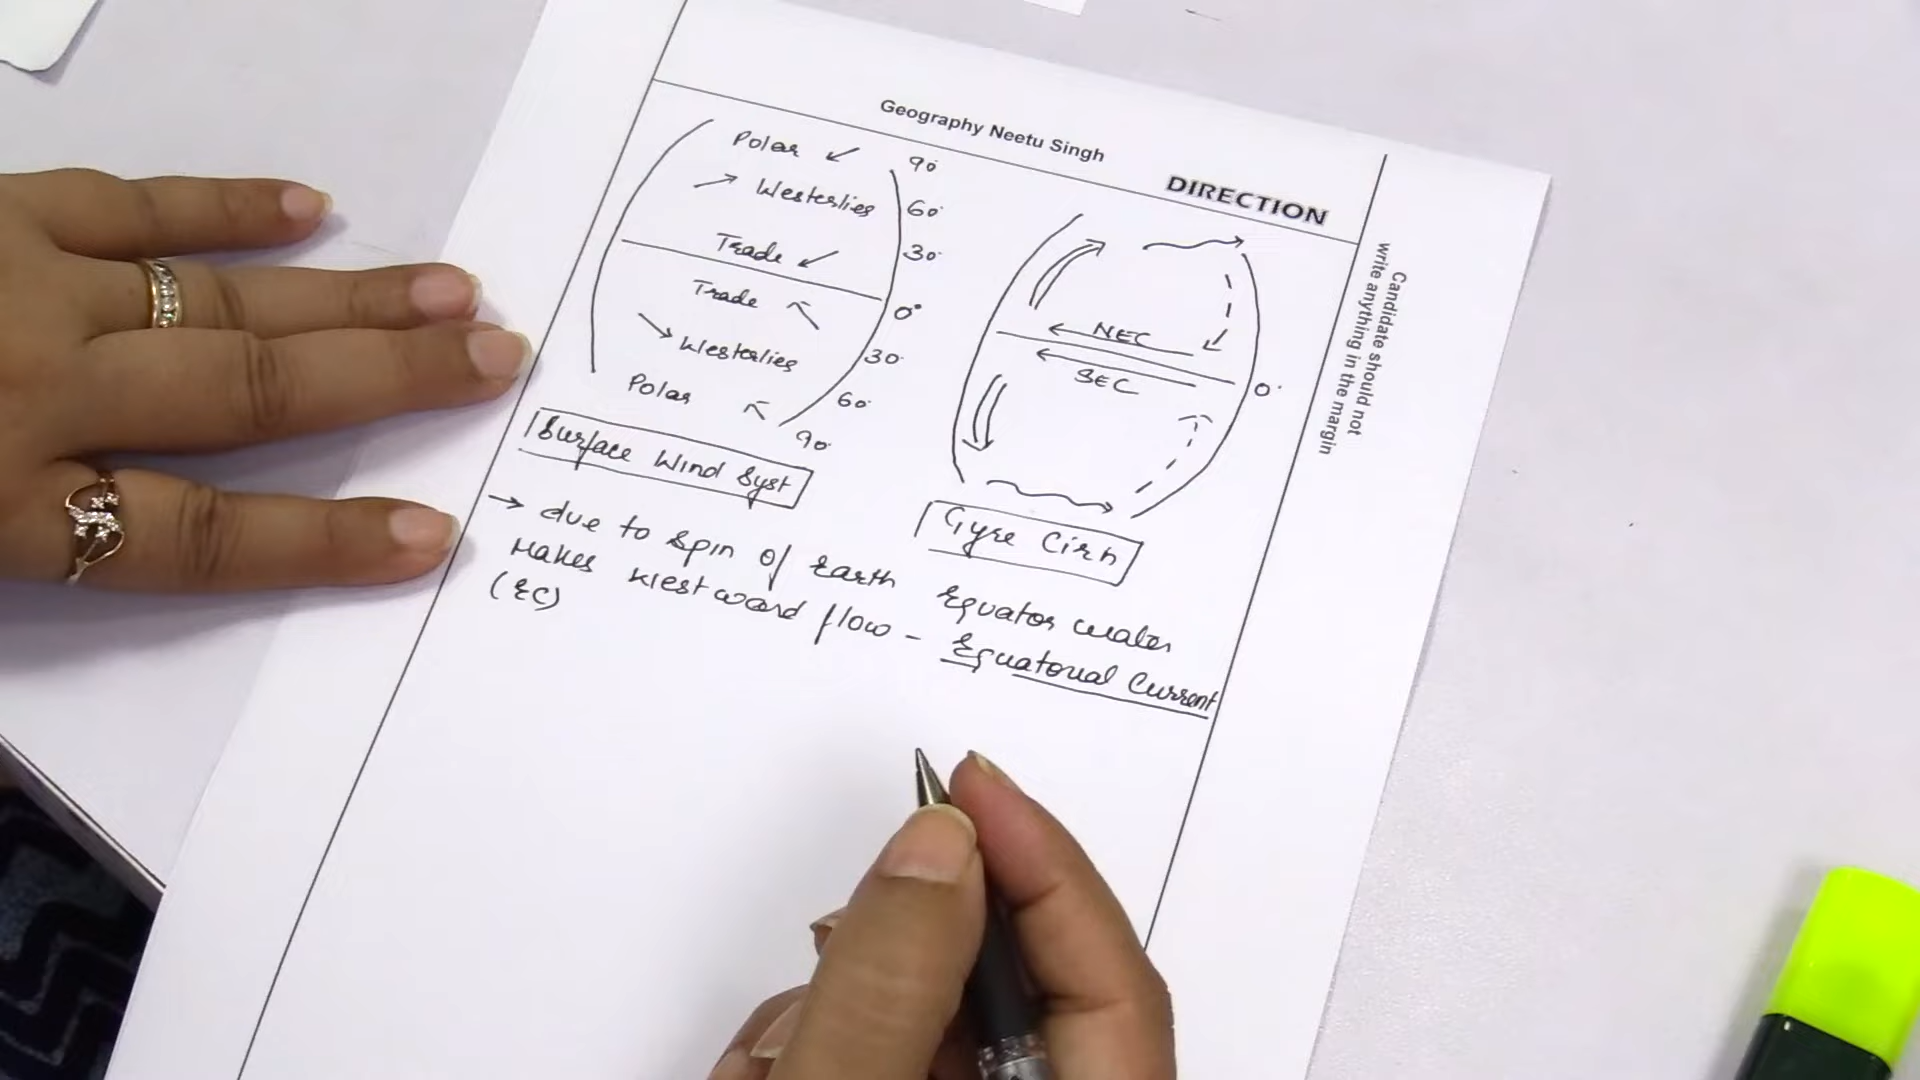 Geography Neetu Singh
DIRECTION
Candidate should not
write anything in the margin
Polar
90°
Westerlies
60°
Trade
30°
Trade
0°
Westerlies
30°
Polar
60°
90°
Surface Wind Syst
NEC
SEC
0°
Gyre Cirn
→ due to spin of Earth Equator water
Makes Westward flow - Equatorial Current
(EC)